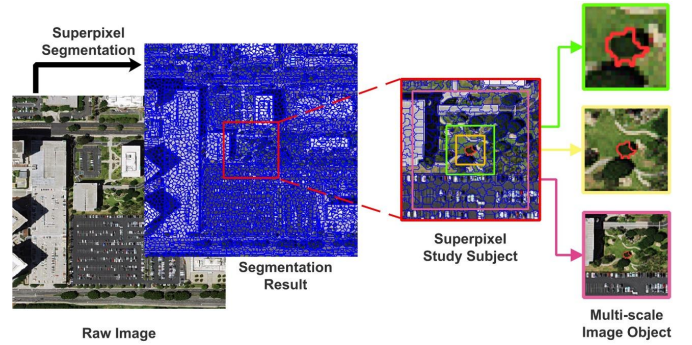 Superpixel
Segmentation
Raw Image
Segmentation
Result
Superpixel
Study Subject
Multi-scale
Image Object